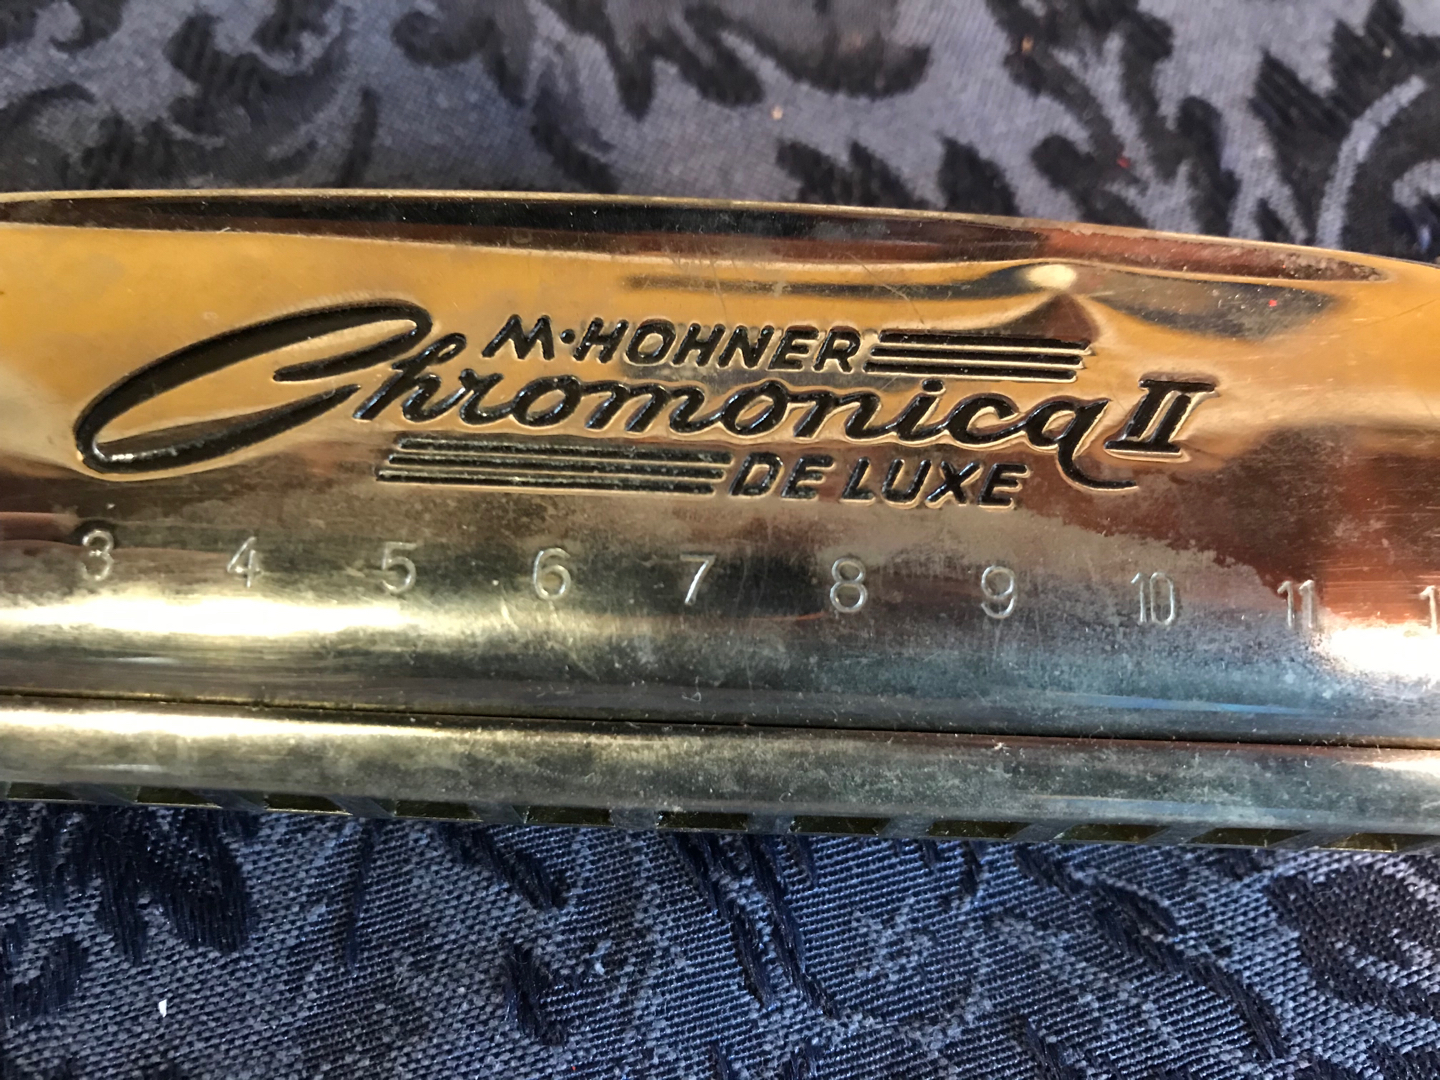 M·HOHNER
Chromonica II
DE LUXE
3 4 5 6 7 8 9 10 11